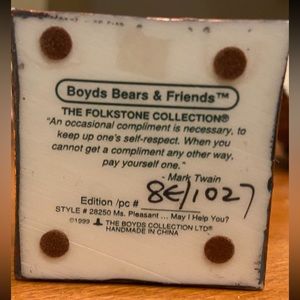 Boyds Bears & Friends™
THE FOLKSTONE COLLECTION®
"An occasional compliment is necessary, to
keep up one's self-respect. When you
cannot get a compliment any other way,
pay yourself one."
- Mark Twain
Edition /pc # 8E/1027
STYLE # 28250 Ms. Pleasant ... May I Help You?
©1999 THE BOYDS COLLECTION LTD®
HANDMADE IN CHINA